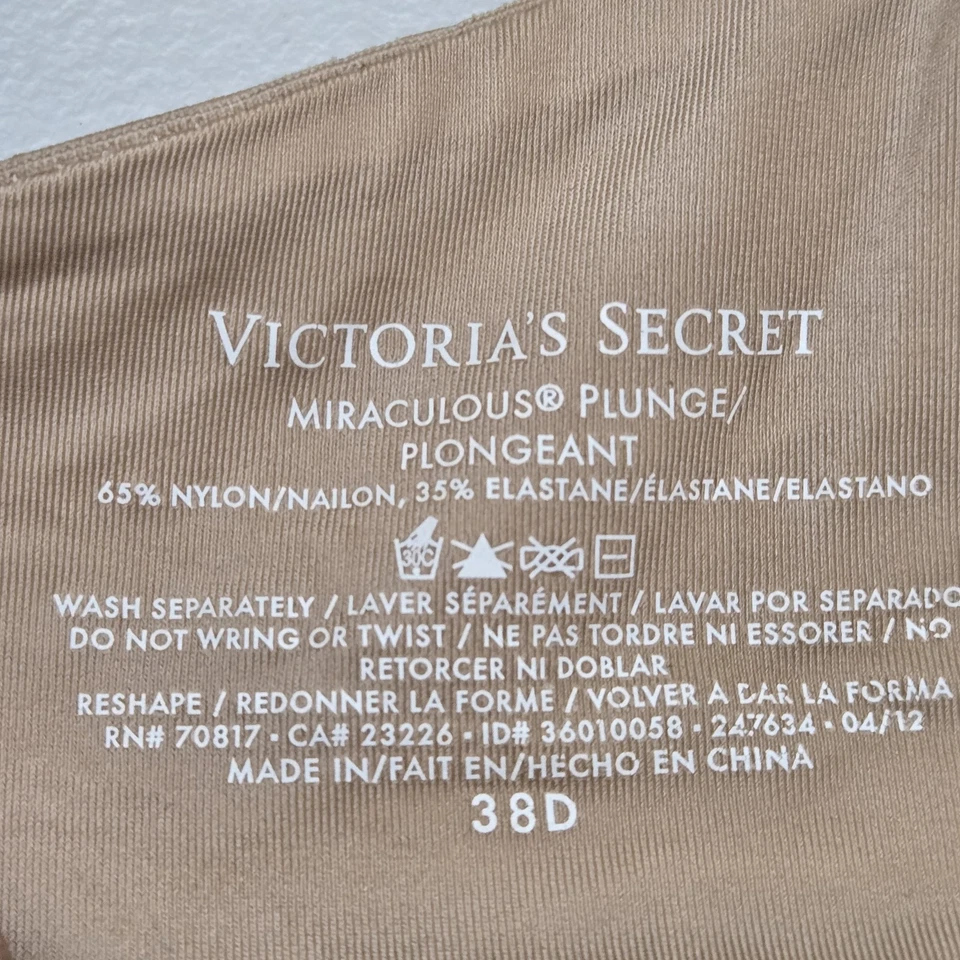 VICTORIA'S SECRET
MIRACULOUS® PLUNGE/
PLONGEANT
65% NYLON/NAILON, 35% ELASTANE/ÉLASTANE/ELASTANO
30C
WASH SEPARATELY / LAVER SÉPARÉMENT / LAVAR POR SEPARADO
DO NOT WRING OR TWIST / NE PAS TORDRE NI ESSORER / NO
RETORCER NI DOBLAR
RESHAPE / REDONNER LA FORME / VOLVER A DAR LA FORMA
RN# 70817 · CA# 23226 · ID# 36010058 · 247634 · 04/12
MADE IN/FAIT EN/HECHO EN CHINA
38D